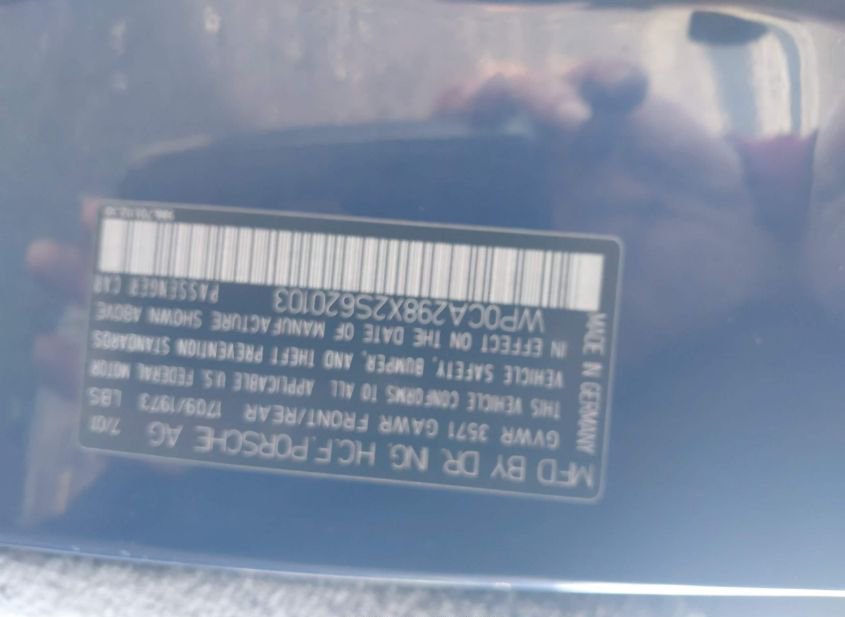 MFD BY DR. ING. H.C.F. PORSCHE AG 7/01
GVWR 3571 GAWR FRONT/REAR 1709/1973 LBS
THIS VEHICLE CONFORMS TO ALL APPLICABLE U.S. FEDERAL MOTOR
VEHICLE SAFETY, BUMPER, AND THEFT PREVENTION STANDARDS
IN EFFECT ON THE DATE OF MANUFACTURE SHOWN ABOVE
WP0CA298X2S620103 PASSENGER CAR
MADE IN GERMANY